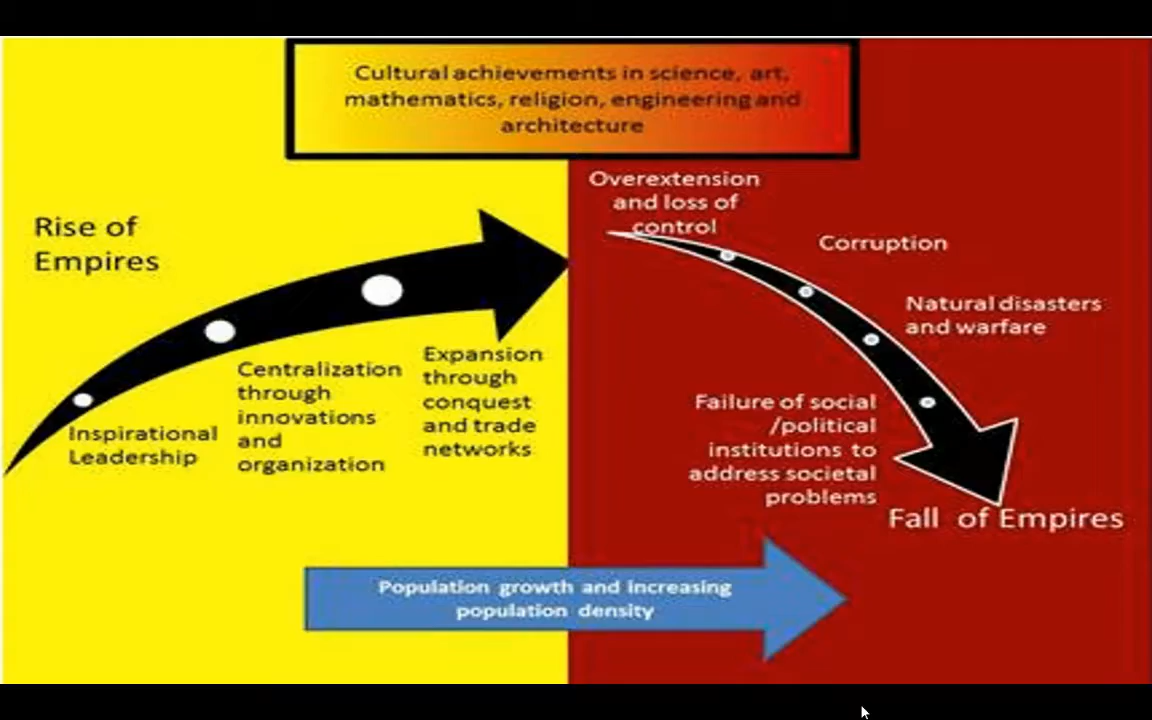 Cultural achievements in science, art,
mathematics, religion, engineering and
architecture
Rise of
Empires
Inspirational
Leadership
Centralization
through
innovations
and
organization
Expansion
through
conquest
and trade
networks
Overextension
and loss of
control
Corruption
Natural disasters
and warfare
Failure of social
/political
institutions to
address societal
problems
Fall of Empires
Population growth and increasing
population density